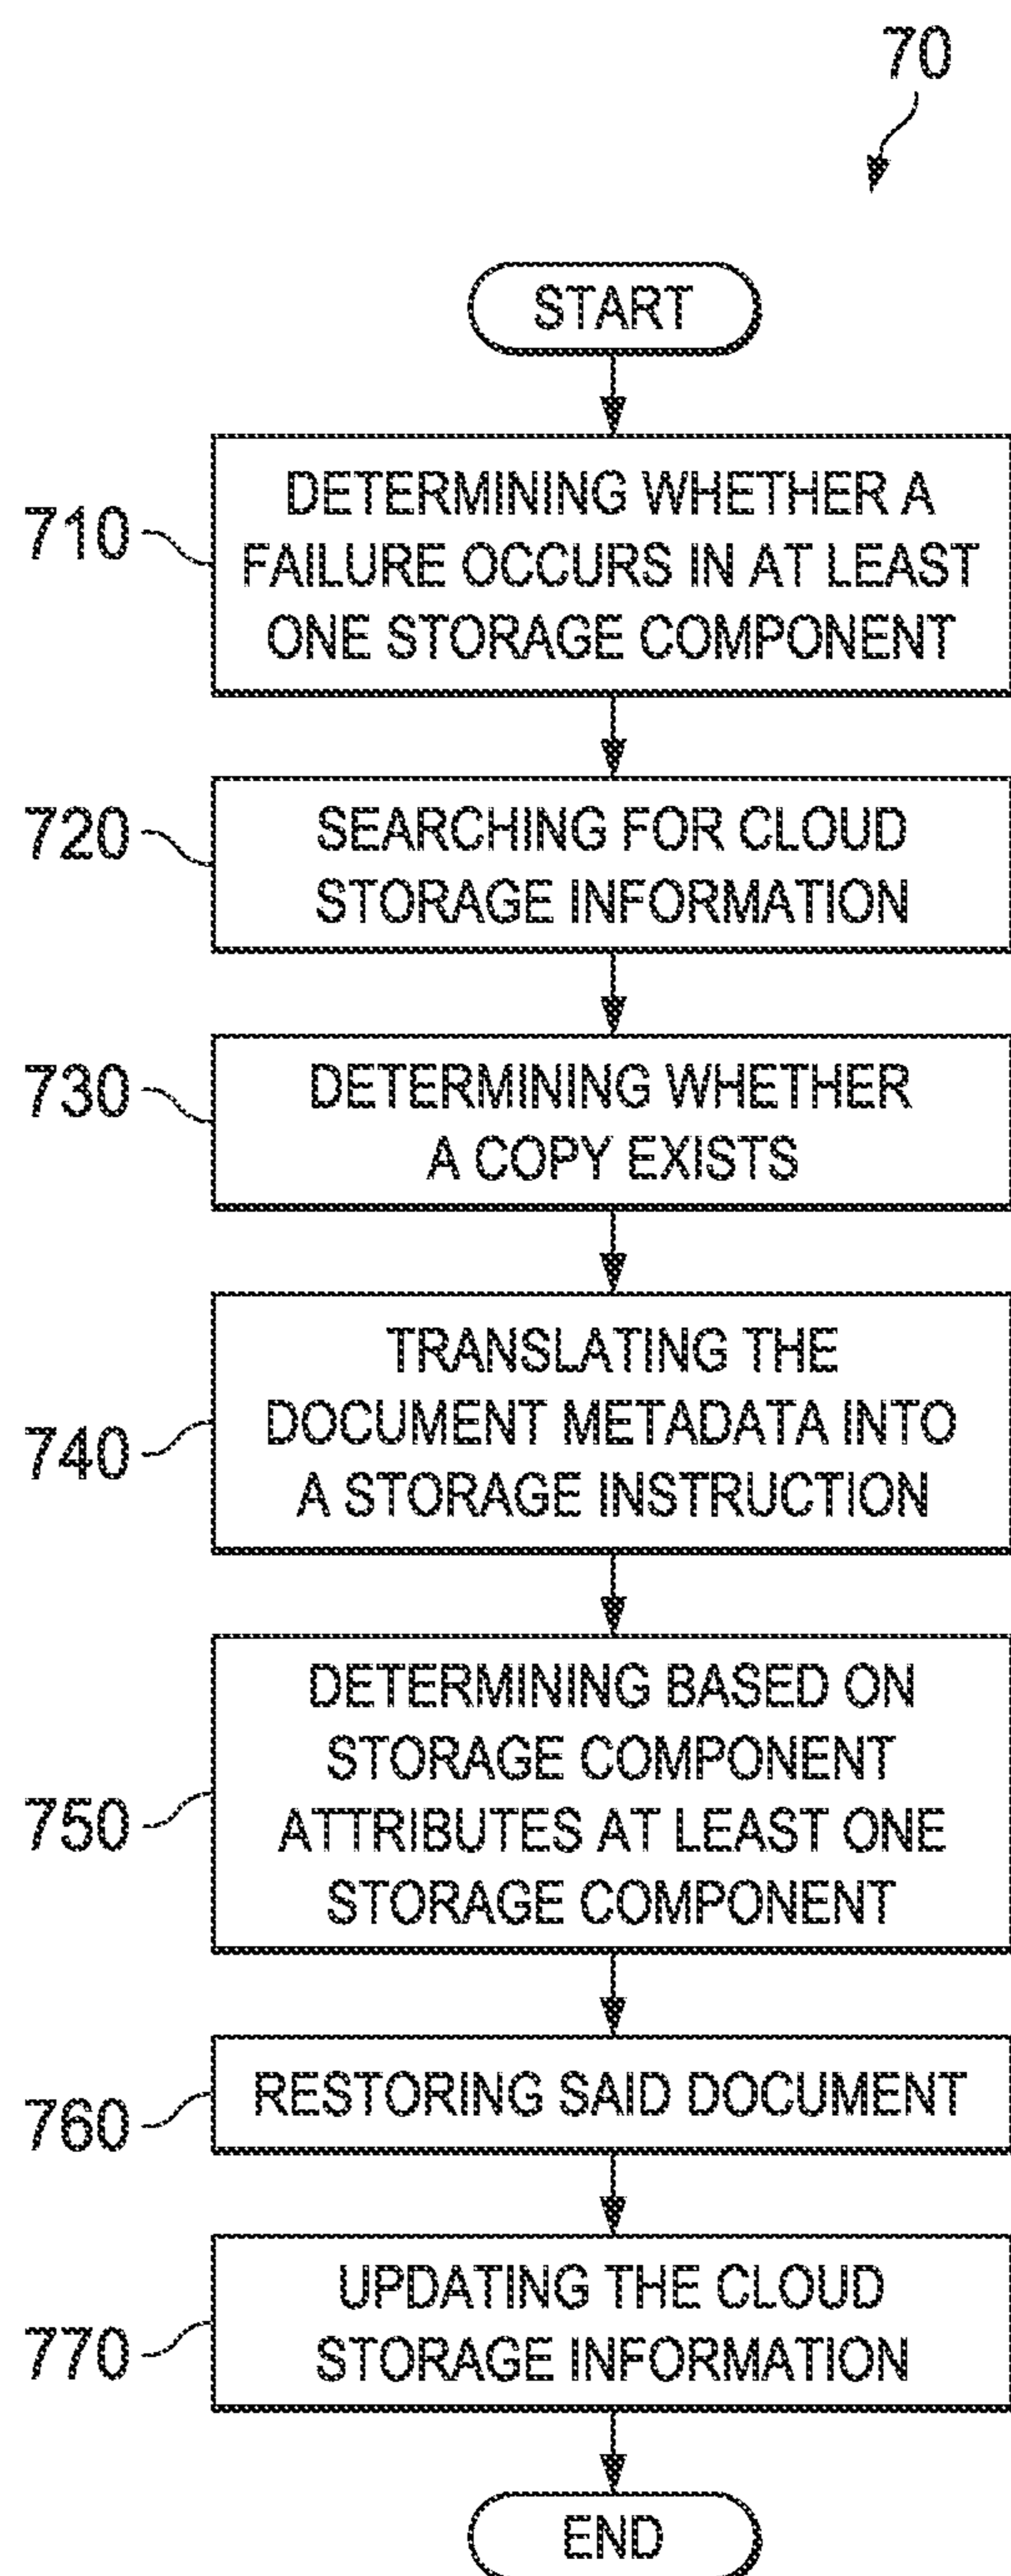 70
START
710
DETERMINING WHETHER A
FAILURE OCCURS IN AT LEAST
ONE STORAGE COMPONENT
720
SEARCHING FOR CLOUD
STORAGE INFORMATION
730
DETERMINING WHETHER
A COPY EXISTS
740
TRANSLATING THE
DOCUMENT METADATA INTO
A STORAGE INSTRUCTION
750
DETERMINING BASED ON
STORAGE COMPONENT
ATTRIBUTES AT LEAST ONE
STORAGE COMPONENT
760
RESTORING SAID DOCUMENT
770
UPDATING THE CLOUD
STORAGE INFORMATION
END